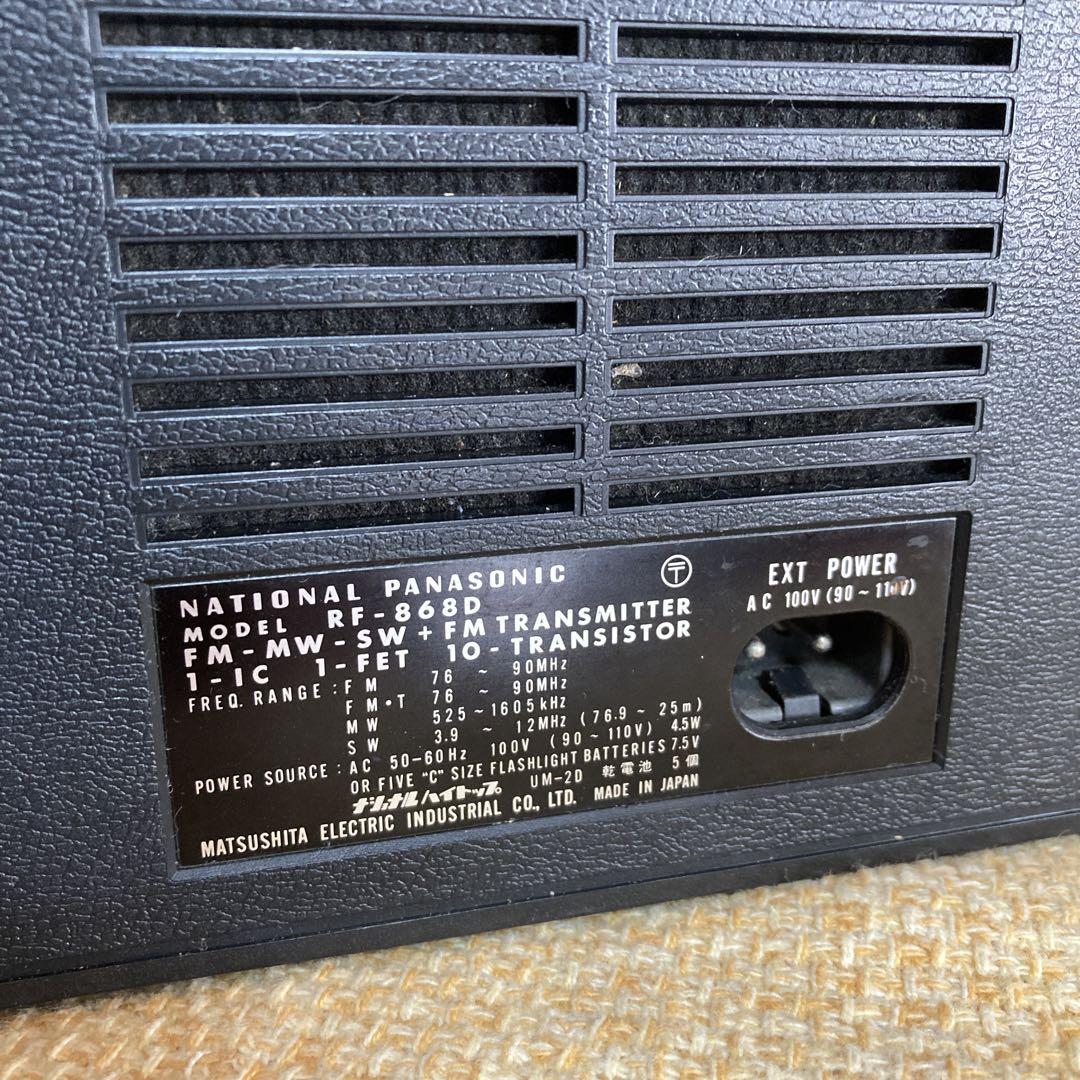 NATIONAL PANASONIC
MODEL RF-868D
FM-MW-SW+FM TRANSMITTER
1-IC 1-FET 10-TRANSISTOR
FREQ. RANGE : FM 76 ~ 90MHz
FM·T 76 ~ 90MHz
MW 525 ~ 1605kHz
SW 3.9 ~ 12MHz (76.9 ~ 25m)
POWER SOURCE : AC 50-60Hz 100V (90 ~ 110V) 4.5W
OR FIVE "C" SIZE FLASHLIGHT BATTERIES 7.5V
ナショナルハイトップ UM-2D 乾電池 5個
MATSUSHITA ELECTRIC INDUSTRIAL CO., LTD. MADE IN JAPAN
〒
EXT POWER
AC 100V (90 ~ 110V)